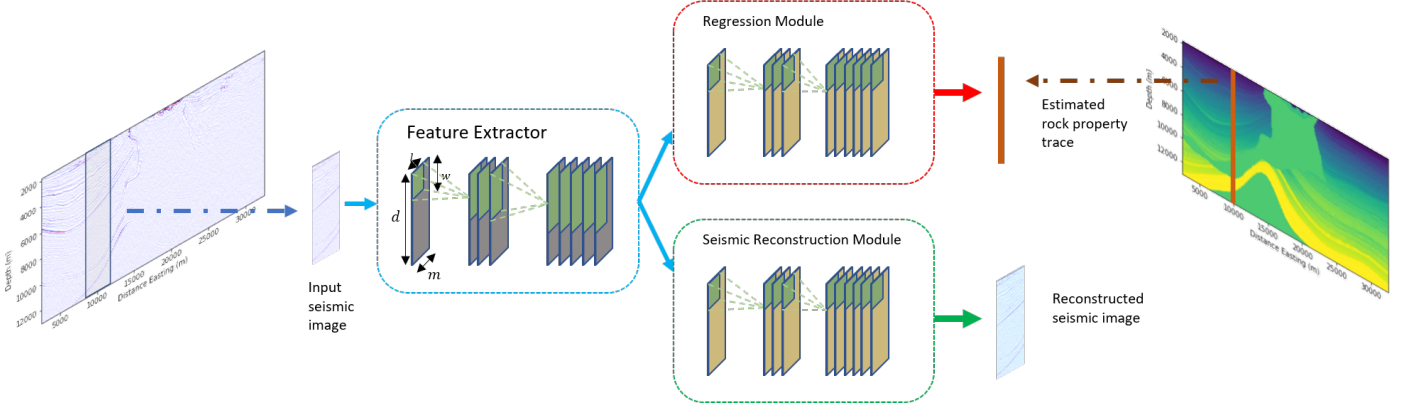 Regression Module
Estimated
rock property
trace
Feature Extractor
w
d
m
Input
seismic
image
Seismic Reconstruction Module
Reconstructed
seismic image
2000
4000
6000
8000
10000
12000
Depth (m)
5000
10000
15000
20000
25000
30000
Distance Easting (m)
2000
4000
6000
8000
10000
12000
Depth (m)
5000
10000
15000
20000
25000
30000
Distance Easting (m)